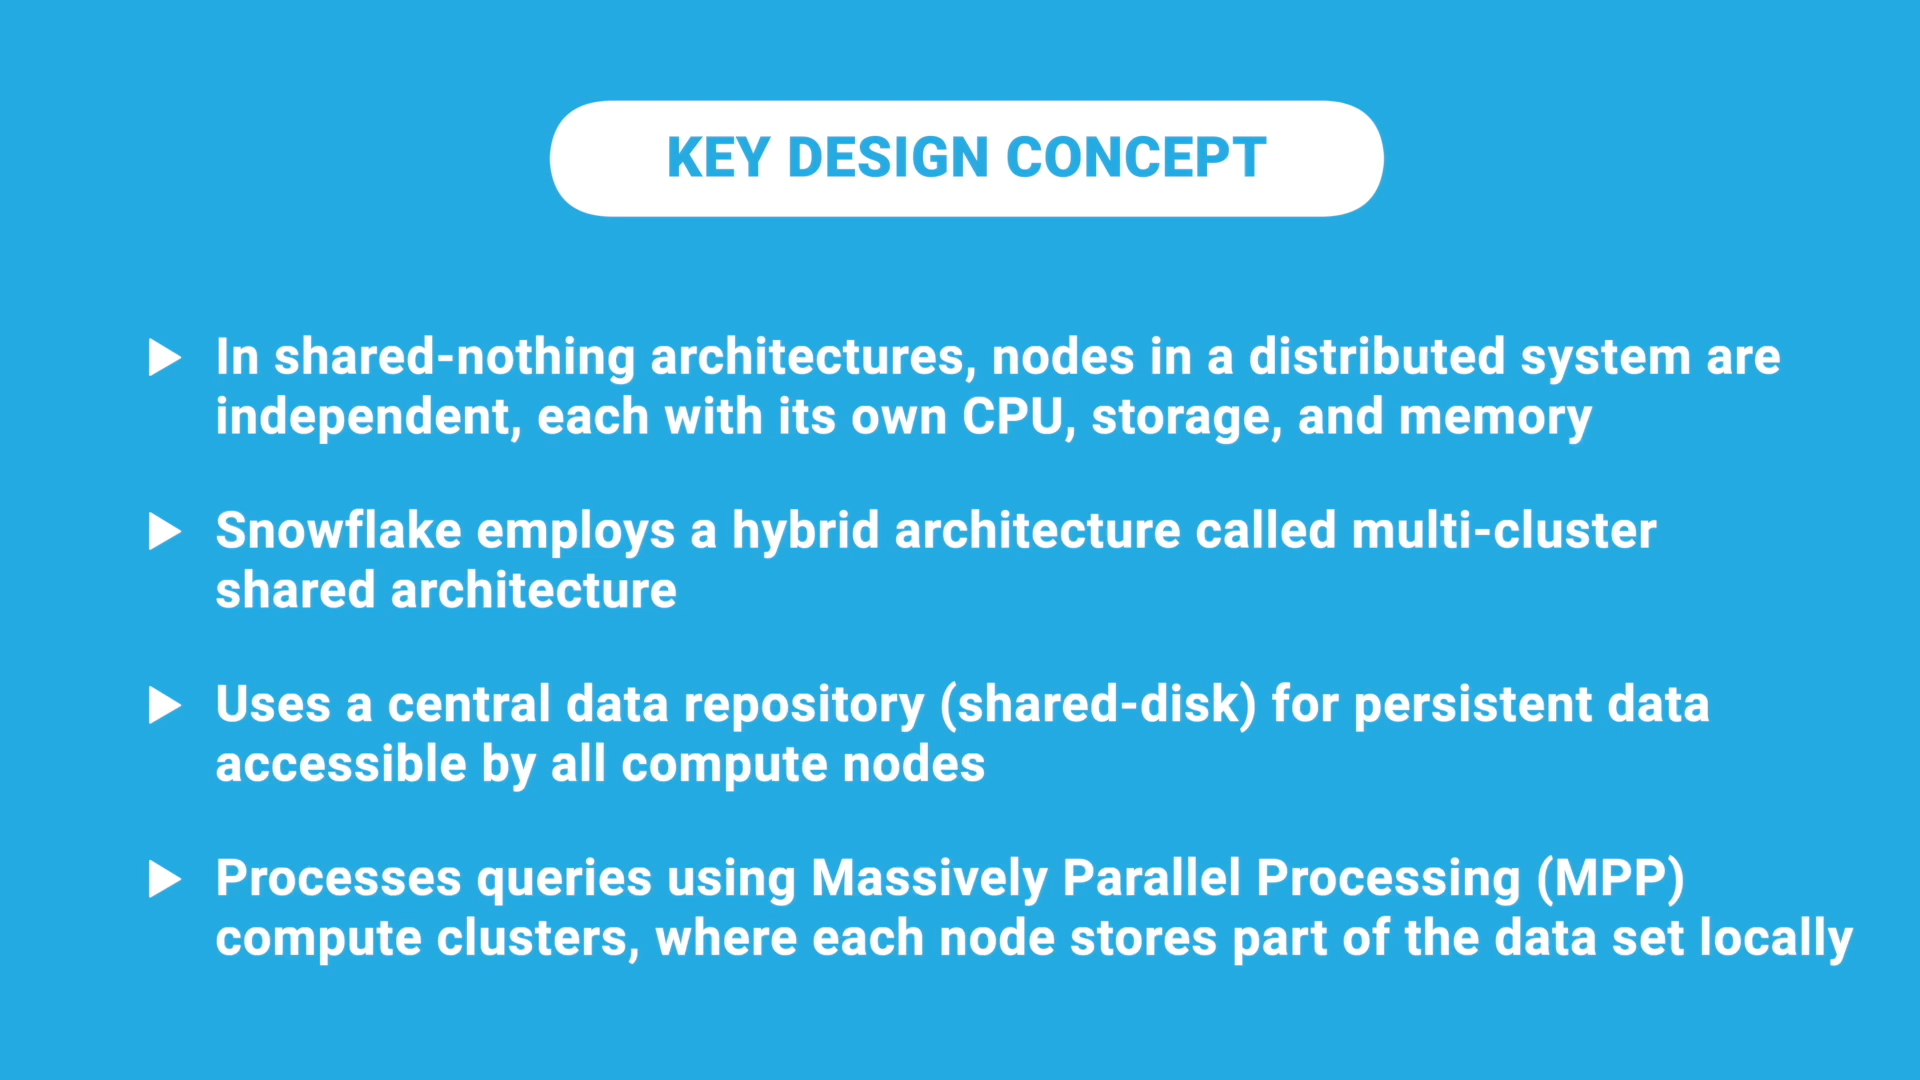 KEY DESIGN CONCEPT
In shared-nothing architectures, nodes in a distributed system are
independent, each with its own CPU, storage, and memory
Snowflake employs a hybrid architecture called multi-cluster
shared architecture
Uses a central data repository (shared-disk) for persistent data
accessible by all compute nodes
Processes queries using Massively Parallel Processing (MPP)
compute clusters, where each node stores part of the data set locally